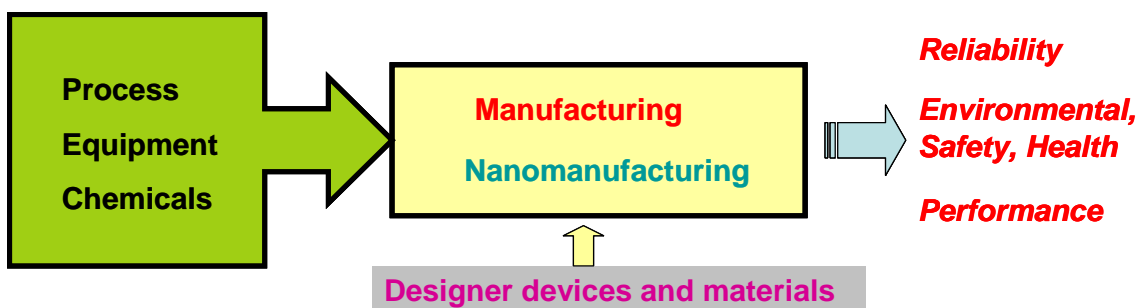 Process
Equipment
Chemicals
Manufacturing
Nanomanufacturing
Designer devices and materials
Reliability
Environmental,
Safety, Health
Performance